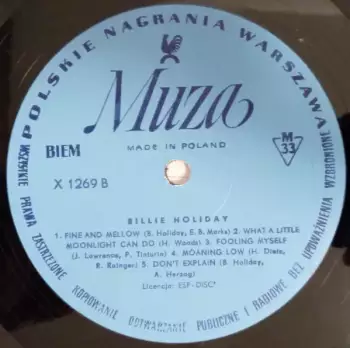 POLSKIE NAGRANIA WARSZAWA
Muza
MADE IN POLAND
BIEM
M
33
X 1269 B
BILLIE HOLIDAY
1. FINE AND MELLOW (B. Holiday, E. B. Marks) 2. WHAT A LITTLE
MOONLIGHT CAN DO (H. Woods) 3. FOOLING MYSELF
(J. Lawrence, P. Tinturin) 4. MOANING LOW (H. Dietz,
R. Rainger) 5. DON'T EXPLAIN (B. Holiday,
A. Herzog)
Licencja: ESP-DISC'
WSZELKIE PRAWA ZASTRZEŻONE KOPIOWANIE ODTWARZANIE PUBLICZNE I RADIOWE BEZ UPOWAŻNIENIA WZBRONIONE